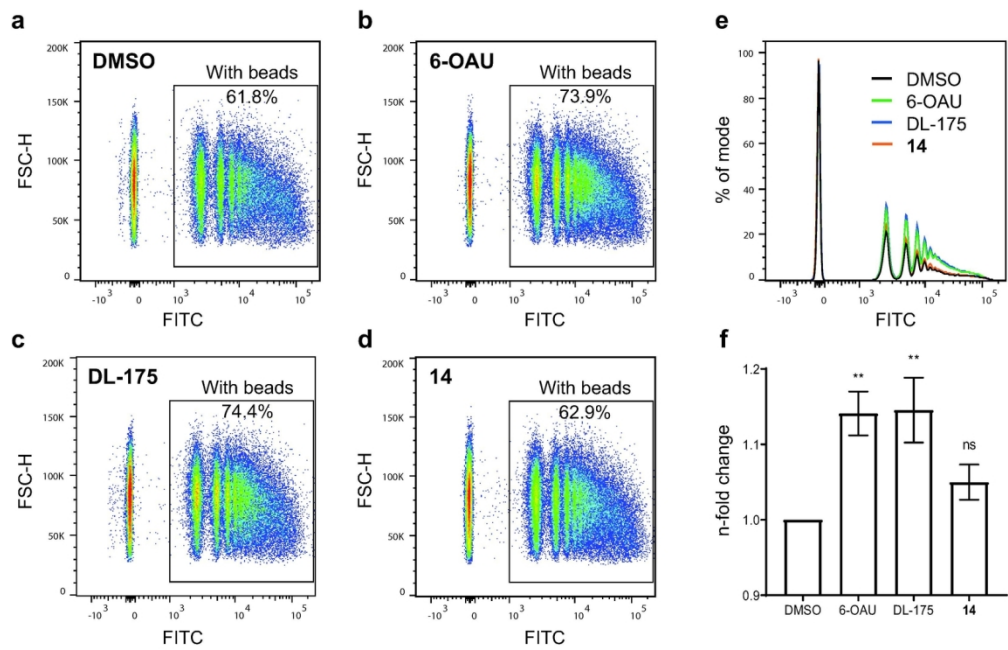 a
DMSO
With beads
61.8%
FSC-H
200K
150K
100K
50K
0
-10³ 0 10³ 10⁴ 10⁵
FITC
b
6-OAU
With beads
73.9%
FSC-H
200K
150K
100K
50K
0
-10³ 0 10³ 10⁴ 10⁵
FITC
e
DMSO
6-OAU
DL-175
14
% of mode
100
80
60
40
20
0
-10³ 0 10³ 10⁴ 10⁵
FITC
c
DL-175
With beads
74,4%
FSC-H
200K
150K
100K
50K
0
-10³ 0 10³ 10⁴ 10⁵
FITC
d
14
With beads
62.9%
FSC-H
200K
150K
100K
50K
0
-10³ 0 10³ 10⁴ 10⁵
FITC
f
n-fold change
1.2
1.1
1.0
0.9
**
**
ns
DMSO 6-OAU DL-175 14